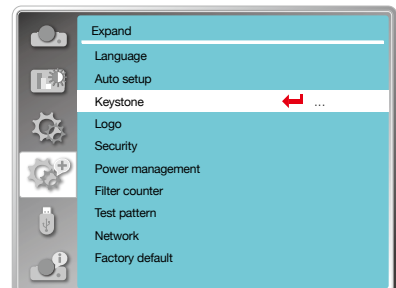 Expand
Language
Auto setup
Keystone ...
Logo
Security
Power management
Filter counter
Test pattern
Network
Factory default